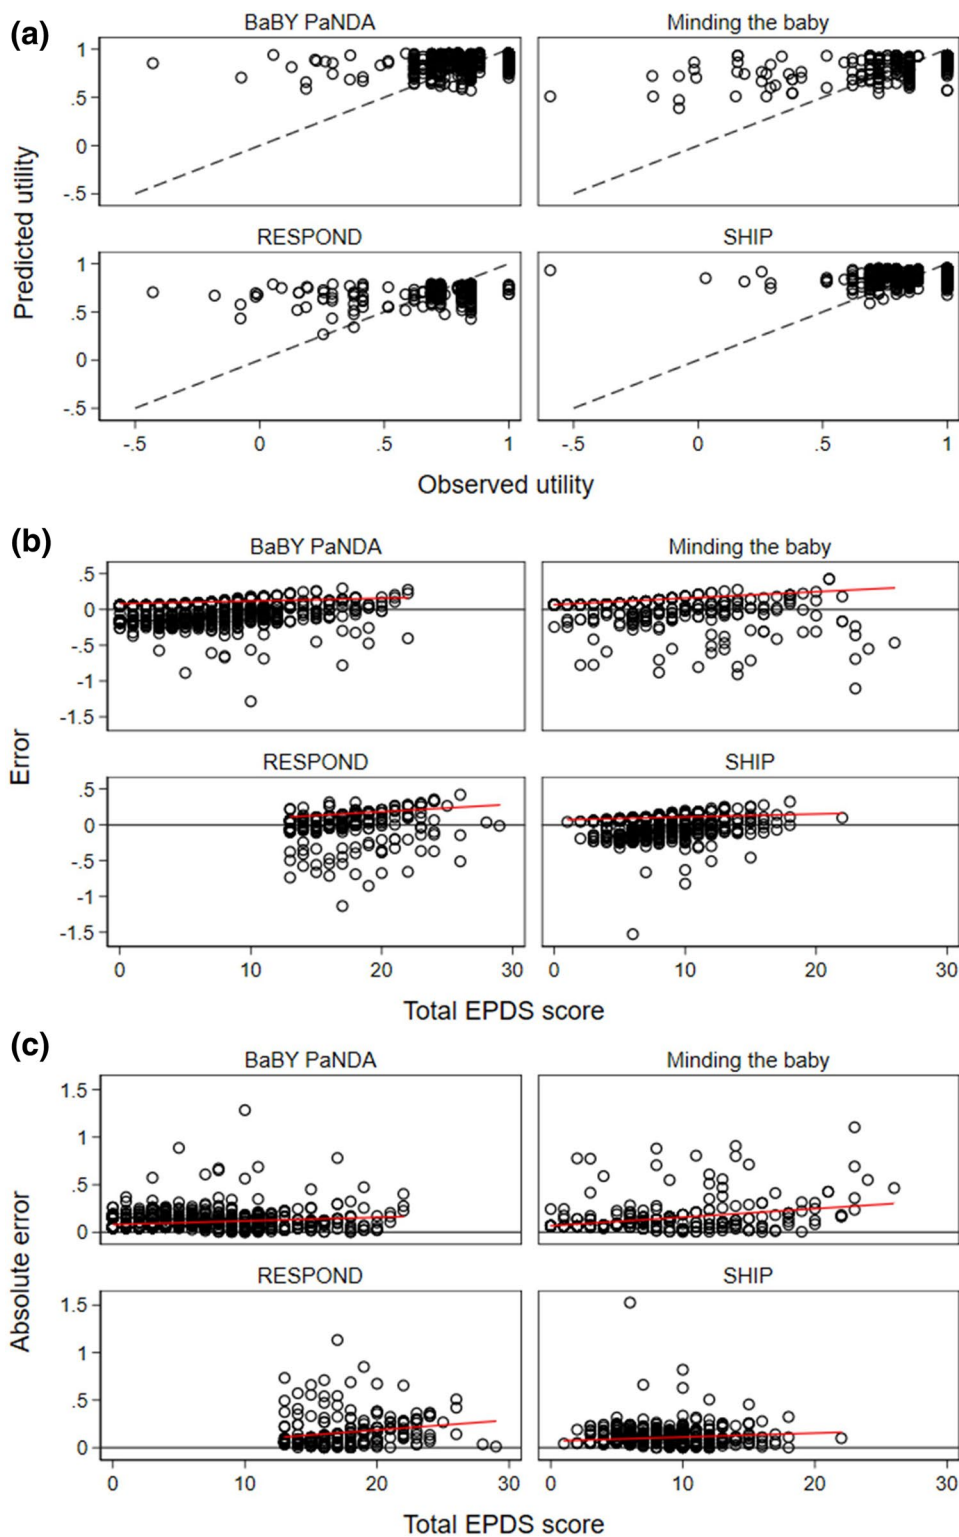 (a)
BaBY PaNDA Minding the baby
1
.5
0
-.5
RESPOND SHIP
1
.5
0
-.5
-.5 0 .5 1 -.5 0 .5 1
Predicted utility
Observed utility
(b)
BaBY PaNDA Minding the baby
.5
0
-.5
-1
-1.5
RESPOND SHIP
.5
0
-.5
-1
-1.5
0 10 20 30 0 10 20 30
Error
Total EPDS score
(c)
BaBY PaNDA Minding the baby
1.5
1
.5
0
RESPOND SHIP
1.5
1
.5
0
0 10 20 30 0 10 20 30
Absolute error
Total EPDS score